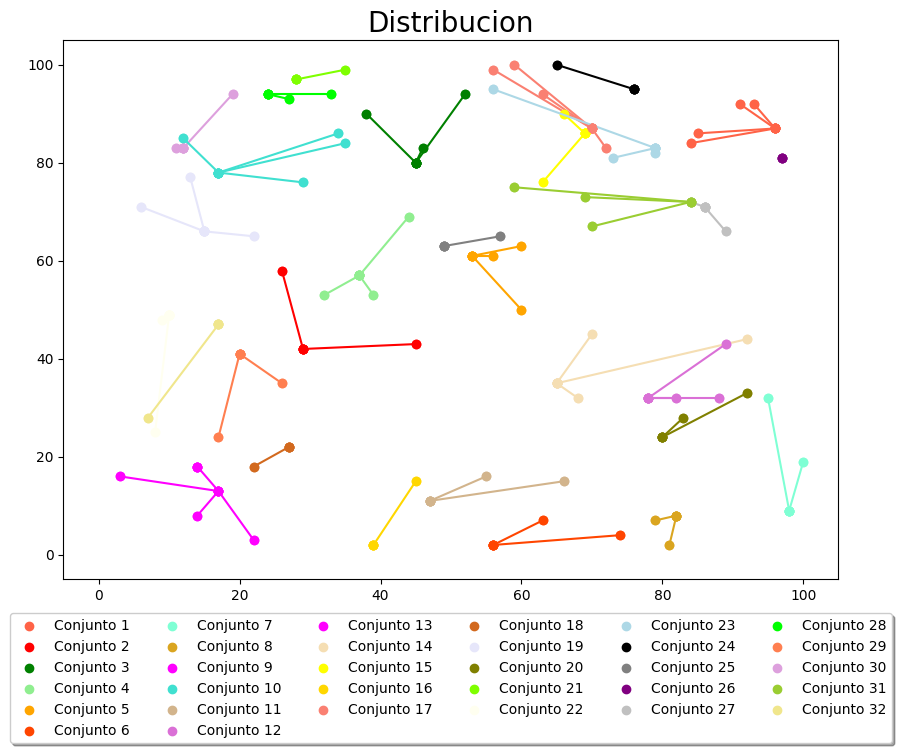 Distribucion
100
80
60
40
20
0
0 20 40 60 80 100
Conjunto 1 Conjunto 7 Conjunto 13 Conjunto 18 Conjunto 23 Conjunto 28
Conjunto 2 Conjunto 8 Conjunto 14 Conjunto 19 Conjunto 24 Conjunto 29
Conjunto 3 Conjunto 9 Conjunto 15 Conjunto 20 Conjunto 25 Conjunto 30
Conjunto 4 Conjunto 10 Conjunto 16 Conjunto 21 Conjunto 26 Conjunto 31
Conjunto 5 Conjunto 11 Conjunto 17 Conjunto 22 Conjunto 27 Conjunto 32
Conjunto 6 Conjunto 12